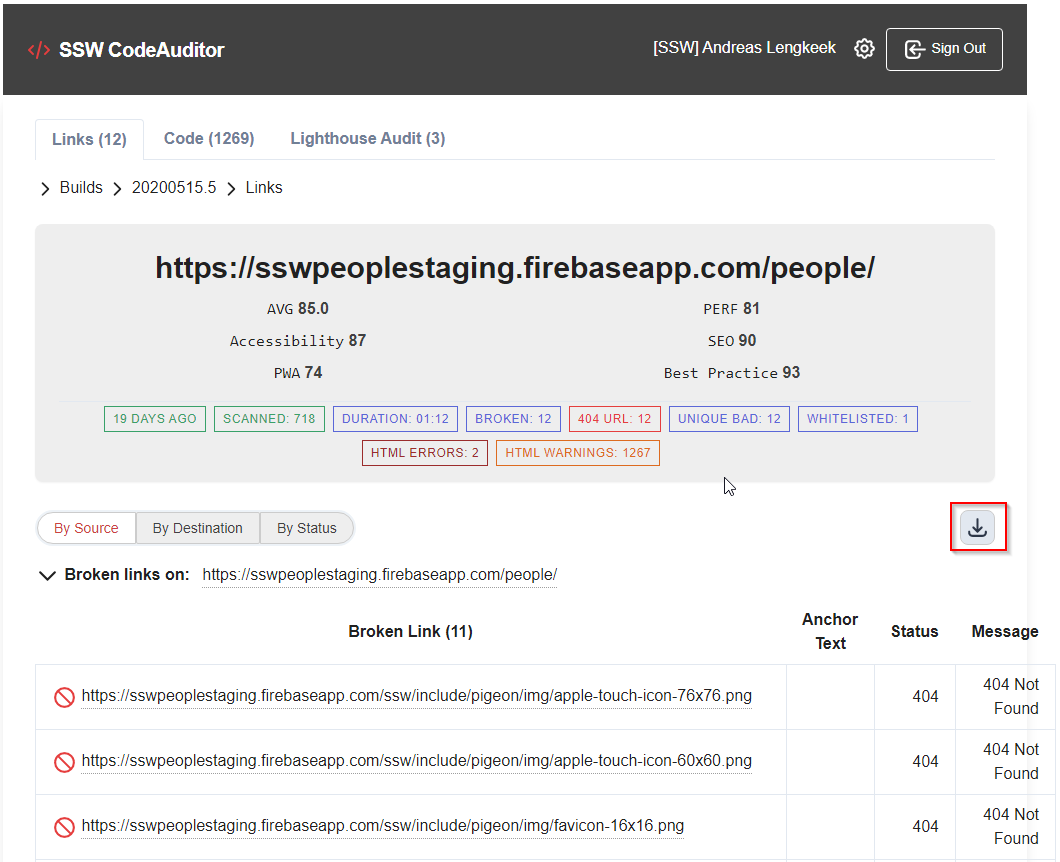 </> SSW CodeAuditor
[SSW] Andreas Lengkeek
Sign Out
Links (12) Code (1269) Lighthouse Audit (3)
Builds 20200515.5 Links
https://sswpeoplestaging.firebaseapp.com/people/
AVG 85.0 PERF 81
Accessibility 87 SEO 90
PWA 74 Best Practice 93
19 DAYS AGO SCANNED: 718 DURATION: 01:12 BROKEN: 12 404 URL: 12 UNIQUE BAD: 12 WHITELISTED: 1
HTML ERRORS: 2 HTML WARNINGS: 1267
By Source By Destination By Status
Broken links on: https://sswpeoplestaging.firebaseapp.com/people/
Broken Link (11) Anchor Text Status Message
https://sswpeoplestaging.firebaseapp.com/ssw/include/pigeon/img/apple-touch-icon-76x76.png 404 404 Not Found
https://sswpeoplestaging.firebaseapp.com/ssw/include/pigeon/img/apple-touch-icon-60x60.png 404 404 Not Found
https://sswpeoplestaging.firebaseapp.com/ssw/include/pigeon/img/favicon-16x16.png 404 404 Not Found